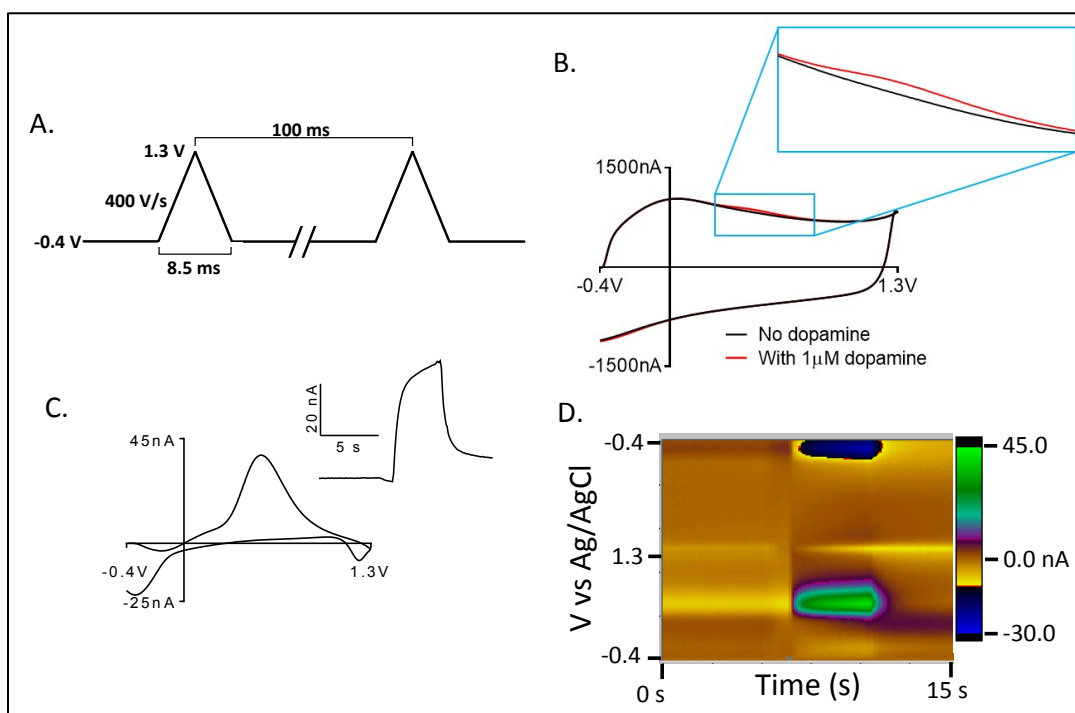 A.
1.3 V
100 ms
400 V/s
-0.4 V
8.5 ms
B.
1500nA
-0.4V
1.3V
-1500nA
No dopamine
With 1μM dopamine
C.
45nA
-0.4V
1.3V
-25nA
20 nA
5 s
D.
V vs Ag/AgCl
-0.4
1.3
-0.4
0 s
Time (s)
15 s
45.0
0.0 nA
-30.0